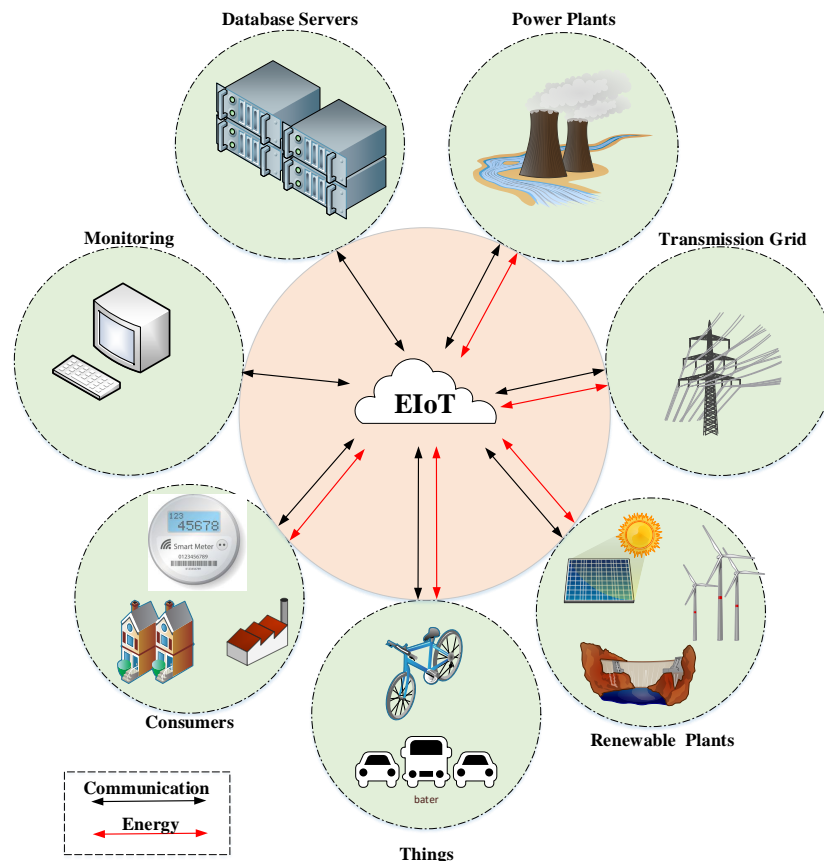 Database Servers
Power Plants
Monitoring
Transmission Grid
EIoT
123
45678
Smart Meter
0123456789
Consumers
Renewable Plants
bater
Communication
Energy
Things